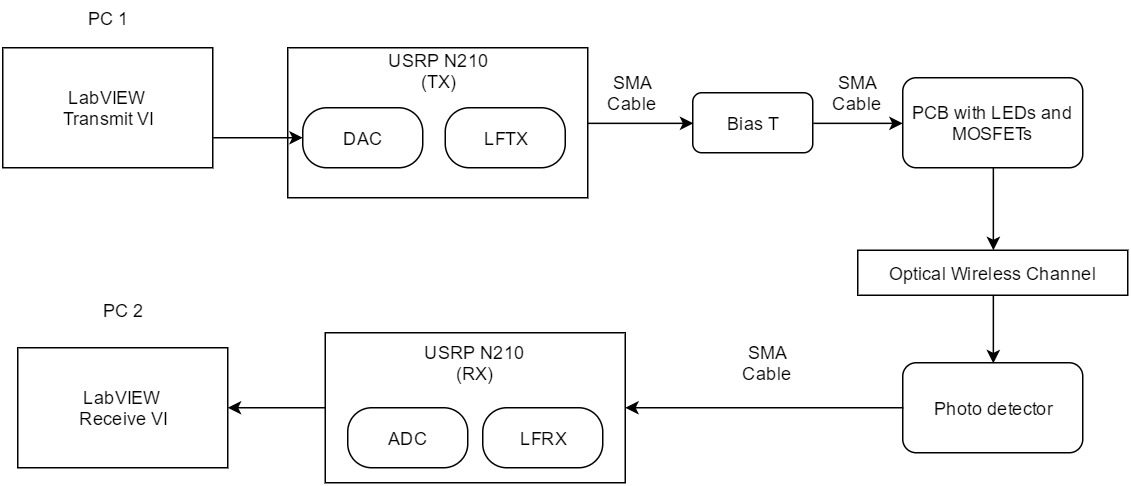 PC 1
LabVIEW
Transmit VI
USRP N210
(TX)
DAC
LFTX
SMA
Cable
Bias T
SMA
Cable
PCB with LEDs and
MOSFETs
Optical Wireless Channel
PC 2
LabVIEW
Receive VI
USRP N210
(RX)
ADC
LFRX
SMA
Cable
Photo detector